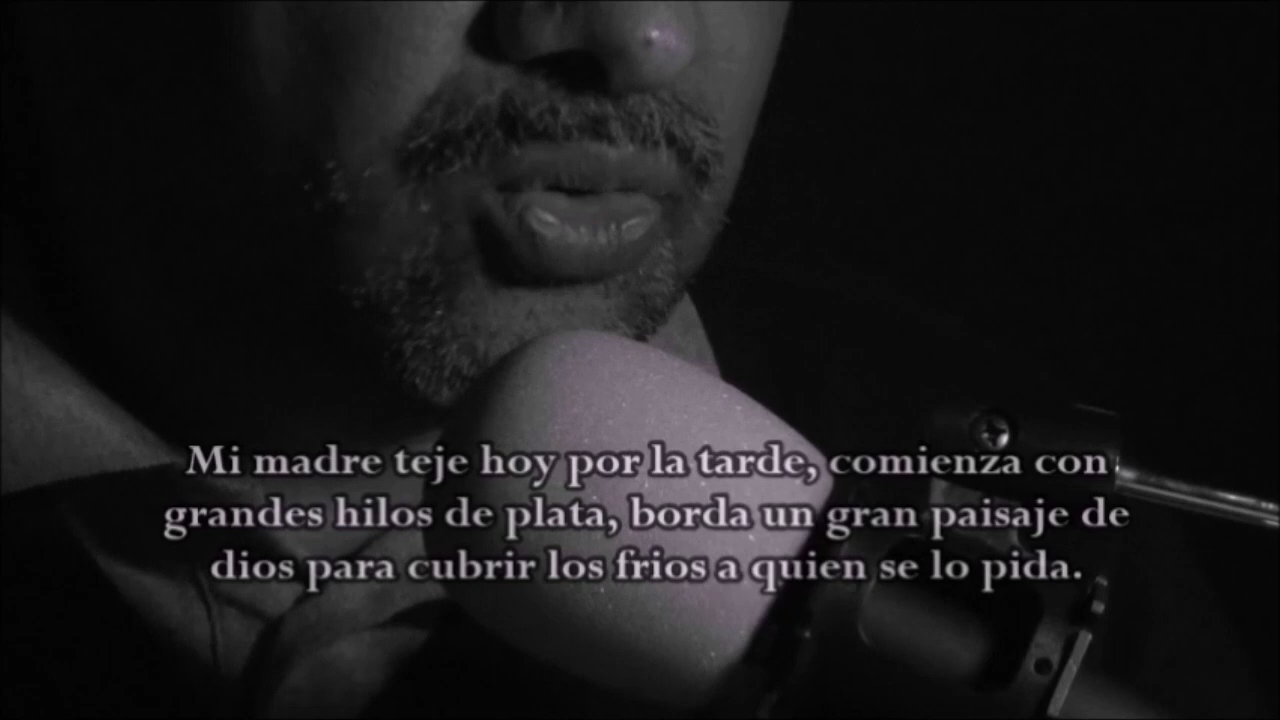 Mi madre teje hoy por la tarde, comienza con
grandes hilos de plata, borda un gran paisaje de
dios para cubrir los frios a quien se lo pida.